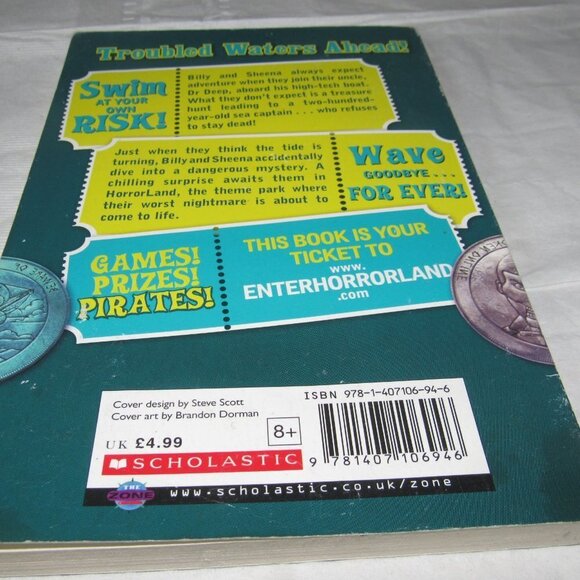 Troubled Waters Ahead!
Swim
AT YOUR
OWN
RISK!
Billy and Sheena always expect
adventure when they join their uncle,
Dr Deep, aboard his high-tech boat.
What they don't expect is a treasure
hunt leading to a two-hundred-
year-old sea captain . . . who refuses
to stay dead!
Just when they think the tide is
turning, Billy and Sheena accidentally
dive into a dangerous mystery. A
chilling surprise awaits them in
HorrorLand, the theme park where
their worst nightmare is about to
come to life.
Wave
GOODBYE . . .
FOR EVER!
GAMES!
PRIZES!
PIRATES!
THIS BOOK IS YOUR
TICKET TO
www.
ENTERHORRORLAND
.com
Cover design by Steve Scott
Cover art by Brandon Dorman
UK £4.99
8+
SCHOLASTIC
ISBN 978-1-407106-94-6
9 781407 106946
THE
ZONE
www.scholastic.co.uk/zone